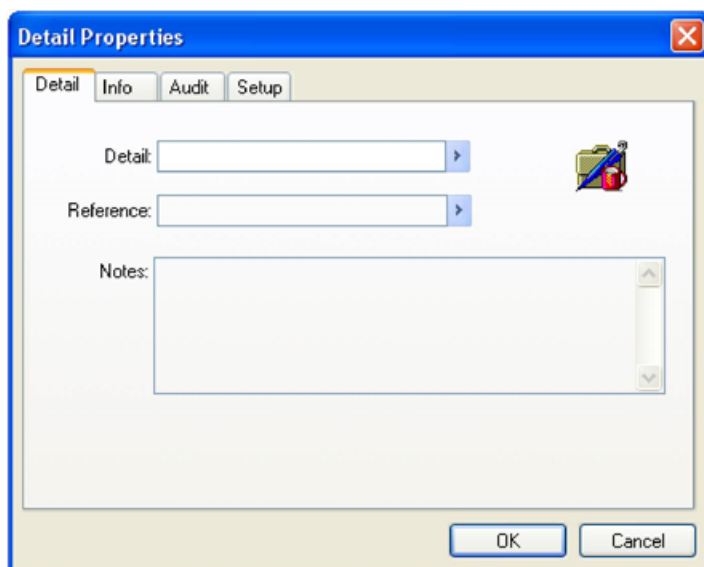 Detail Properties
Detail Info Audit Setup
Detail:
Reference:
Notes:
OK Cancel